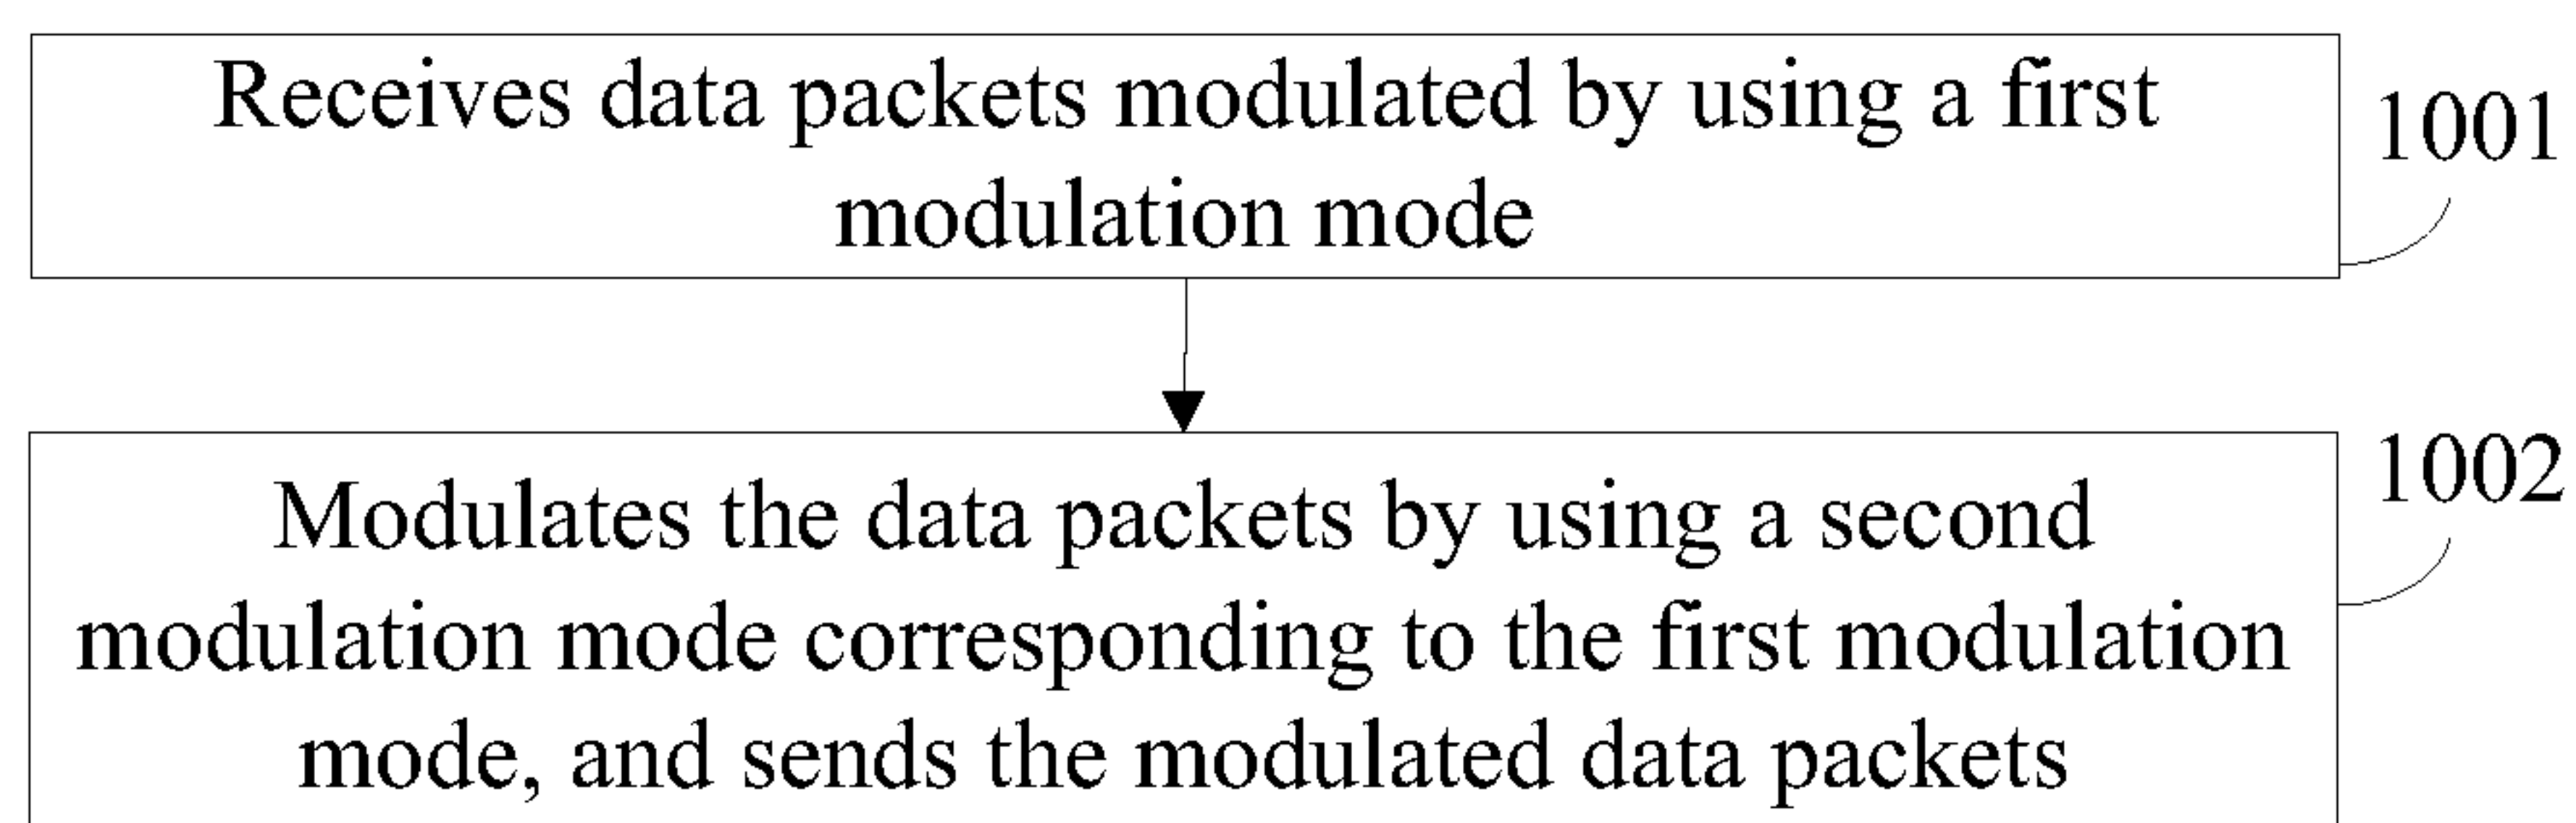 Receives data packets modulated by using a first
modulation mode
1001
Modulates the data packets by using a second
modulation mode corresponding to the first modulation
mode, and sends the modulated data packets
1002